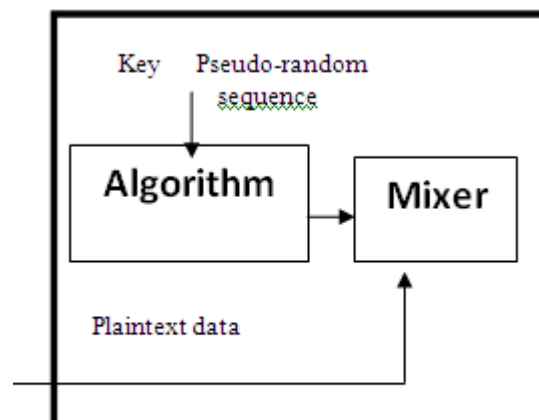 Key Pseudo-random
sequence
Algorithm
Mixer
Plaintext data